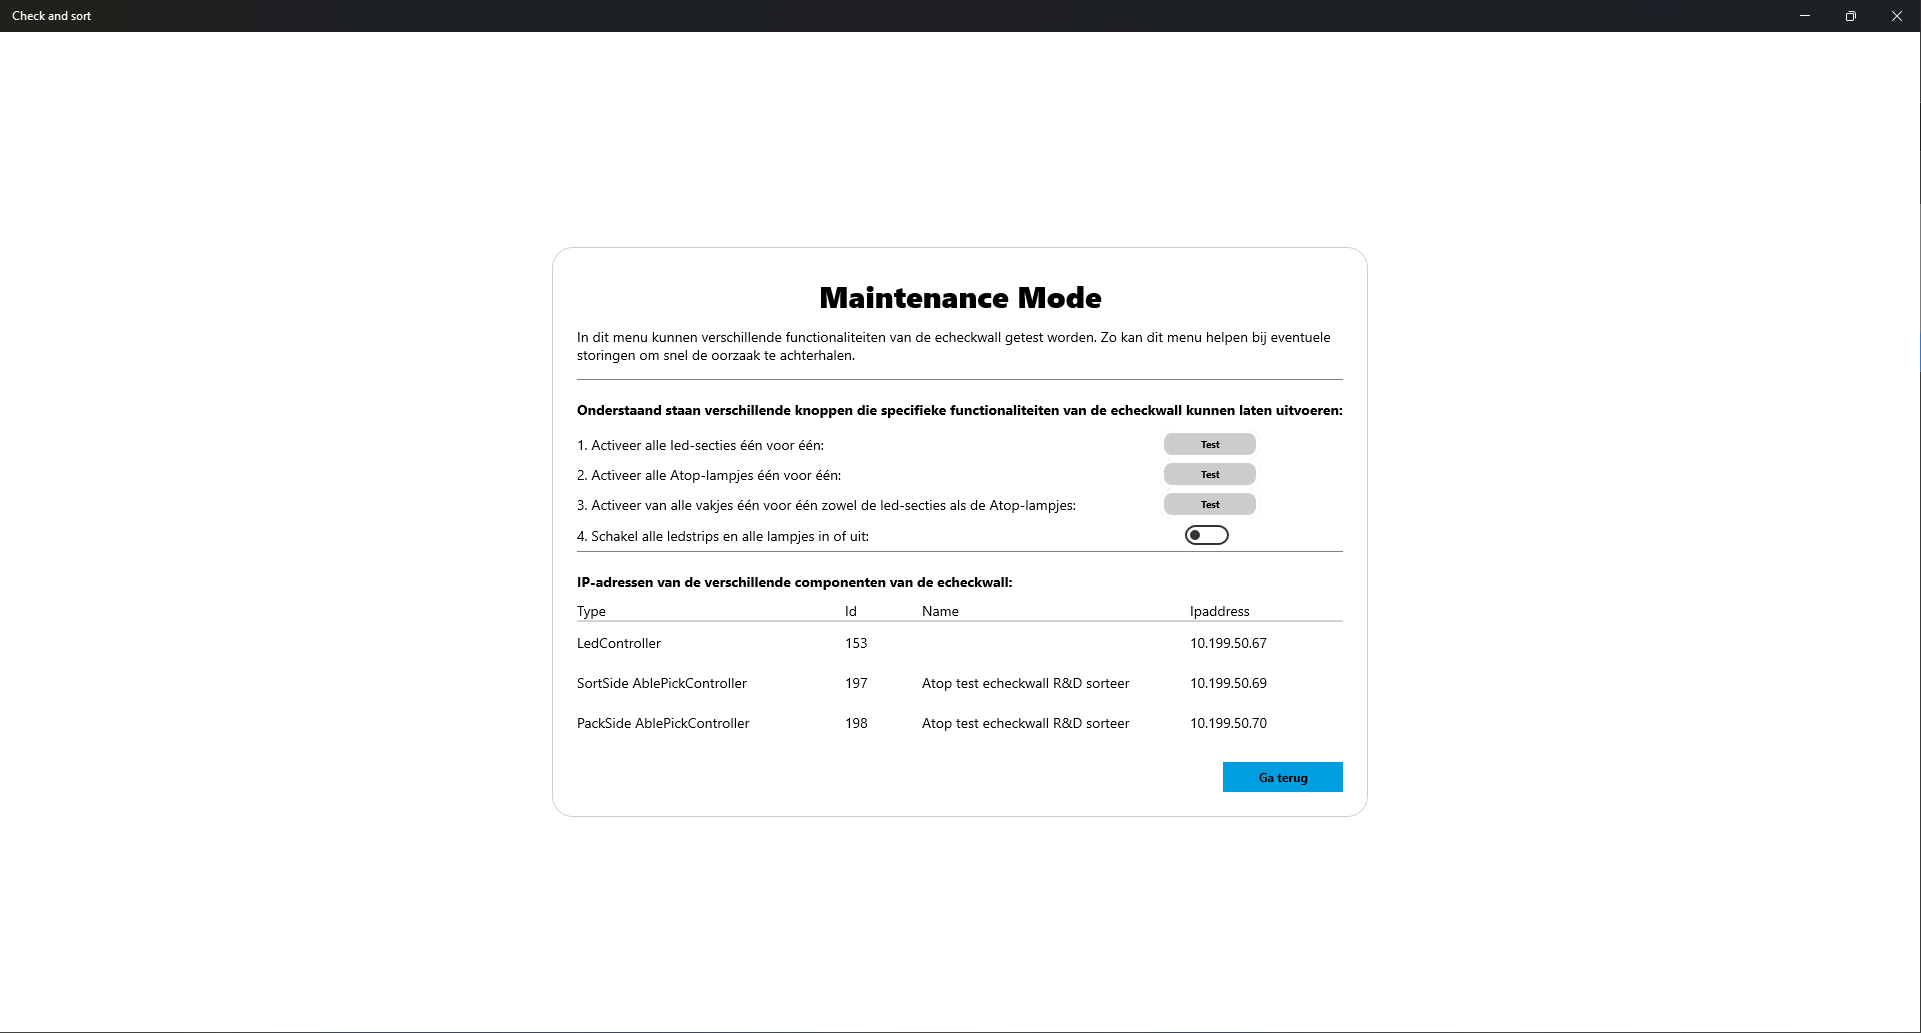 Check and sort
Maintenance Mode
In dit menu kunnen verschillende functionaliteiten van de echeckwall getest worden. Zo kan dit menu helpen bij eventuele
storingen om snel de oorzaak te achterhalen.
Onderstaand staan verschillende knoppen die specifieke functionaliteiten van de echeckwall kunnen laten uitvoeren:
1. Activeer alle led-secties één voor één: Test
2. Activeer alle Atop-lampjes één voor één: Test
3. Activeer van alle vakjes één voor één zowel de led-secties als de Atop-lampjes: Test
4. Schakel alle ledstrips en alle lampjes in of uit:
IP-adressen van de verschillende componenten van de echeckwall:
Type Id Name Ipaddress
LedController 153 10.199.50.67
SortSide AblePickController 197 Atop test echeckwall R&D sorteer 10.199.50.69
PackSide AblePickController 198 Atop test echeckwall R&D sorteer 10.199.50.70
Ga terug